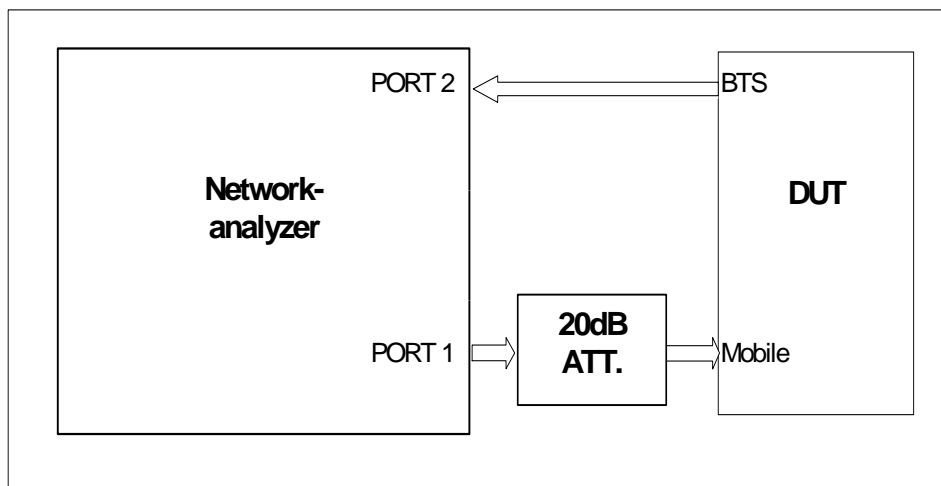 PORT 2
BTS
Network-
analyzer
DUT
20dB
ATT.
PORT 1
Mobile